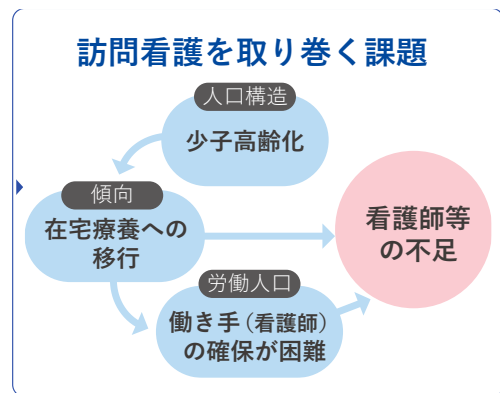 訪問看護を取り巻く課題
人口構造
少子高齢化
傾向
在宅療養への
移行
看護師等
の不足
労働人口
働き手(看護師)
の確保が困難